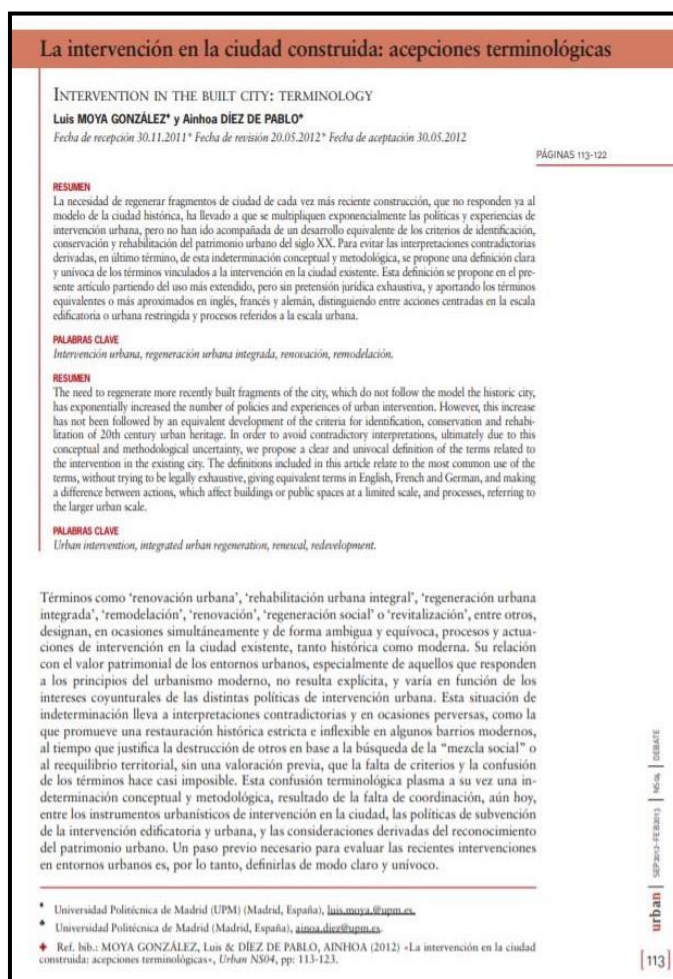 La intervención en la ciudad construida: acepciones terminológicas
INTERVENTION IN THE BUILT CITY: TERMINOLOGY
Luis MOYA GONZÁLEZ* y Ainhoa DÍEZ DE PABLO*
Fecha de recepción 30.11.2011* Fecha de revisión 20.05.2012* Fecha de aceptación 30.05.2012
PÁGINAS 113-122
RESUMEN
La necesidad de regenerar fragmentos de ciudad de cada vez más reciente construcción, que no responden ya al
modelo de la ciudad histórica, ha llevado a que se multipliquen exponencialmente las políticas y experiencias de
intervención urbana, pero no han ido acompañada de un desarrollo equivalente de los criterios de identificación,
conservación y rehabilitación del patrimonio urbano del siglo XX. Para evitar las interpretaciones contradictorias
derivadas, en último término, de esta indeterminación conceptual y metodológica, se propone una definición clara
y unívoca de los términos vinculados a la intervención en la ciudad existente. Esta definición se propone en el pre-
sente artículo partiendo del uso más extendido, pero sin pretensión jurídica exhaustiva, y aportando los términos
equivalentes o más aproximados en inglés, francés y alemán, distinguiendo entre acciones centradas en la escala
edificatoria o urbana restringida y procesos referidos a la escala urbana.
PALABRAS CLAVE
Intervención urbana, regeneración urbana integrada, renovación, remodelación.
RESUMEN
The need to regenerate more recently built fragments of the city, which do not follow the model the historic city,
has exponentially increased the number of policies and experiences of urban intervention. However, this increase
has not been followed by an equivalent development of the criteria for identification, conservation and rehabi-
litation of 20th century urban heritage. In order to avoid contradictory interpretations, ultimately due to this
conceptual and methodological uncertainty, we propose a clear and univocal definition of the terms related to
the intervention in the existing city. The definitions included in this article relate to the most common use of the
terms, without trying to be legally exhaustive, giving equivalent terms in English, French and German, and making
a difference between actions, which affect buildings or public spaces at a limited scale, and processes, referring to
the larger urban scale.
PALABRAS CLAVE
Urban intervention, integrated urban regeneration, renewal, redevelopment.
Términos como ‘renovación urbana’, ‘rehabilitación urbana integral’, ‘regeneración urbana
integrada’, ‘remodelación’, ‘renovación’, ‘regeneración social’ o ‘revitalización’, entre otros,
designan, en ocasiones simultáneamente y de forma ambigua y equívoca, procesos y actua-
ciones de intervención en la ciudad existente, tanto histórica como moderna. Su relación
con el valor patrimonial de los entornos urbanos, especialmente de aquellos que responden
a los principios del urbanismo moderno, no resulta explícita, y varía en función de los
intereses coyunturales de las distintas políticas de intervención urbana. Esta situación de
indeterminación lleva a interpretaciones contradictorias y en ocasiones perversas, como la
que promueve una restauración histórica estricta e inflexible en algunos barrios modernos,
al tiempo que justifica la destrucción de otros en base a la búsqueda de la “mezcla social” o
al reequilibrio territorial, sin una valoración previa, que la falta de criterios y la confusión
de los términos hace casi imposible. Esta confusión terminológica plasma a su vez una in-
determinación conceptual y metodológica, resultado de la falta de coordinación, aún hoy,
entre los instrumentos urbanísticos de intervención en la ciudad, las políticas de subvención
de la intervención edificatoria y urbana, y las consideraciones derivadas del reconocimiento
del patrimonio urbano. Un paso previo necesario para evaluar las recientes intervenciones
en entornos urbanos es, por lo tanto, definirlas de modo claro y unívoco.
Universidad Politécnica de Madrid (UPM) (Madrid, España), luis.moya.@upm.es.
Universidad Politécnica de Madrid (Madrid, España), ainoa.diez@upm.es
Ref. bib.: MOYA GONZÁLEZ, Luis & DÍEZ DE PABLO, AINHOA (2012) «La intervención en la ciudad
construida: acepciones terminológicas», Urban NS04, pp: 113-123.
urban | SEP2012-FEB2013 | NS04 | DEBATE
[113]